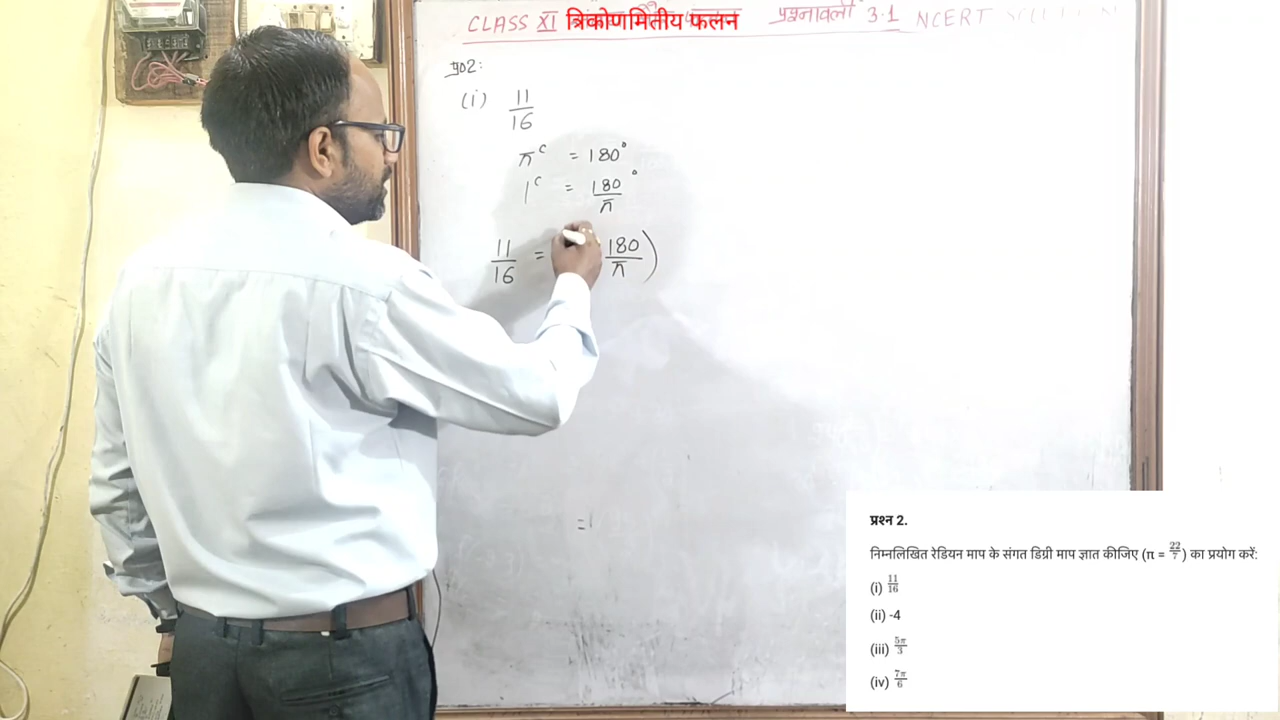 CLASS XI त्रिकोणमितीय फलन प्रश्नावली 3.1 NCERT
प्र02:
(i) 11/16
π^c = 180°
1^c = 180/π °
11/16 = 180/π )
=
प्रश्न 2.
निम्नलिखित रेडियन माप के संगत डिग्री माप ज्ञात कीजिए (π = 22/7) का प्रयोग करें:
(i) 11/16
(ii) -4
(iii) 5π/3
(iv) 7π/6